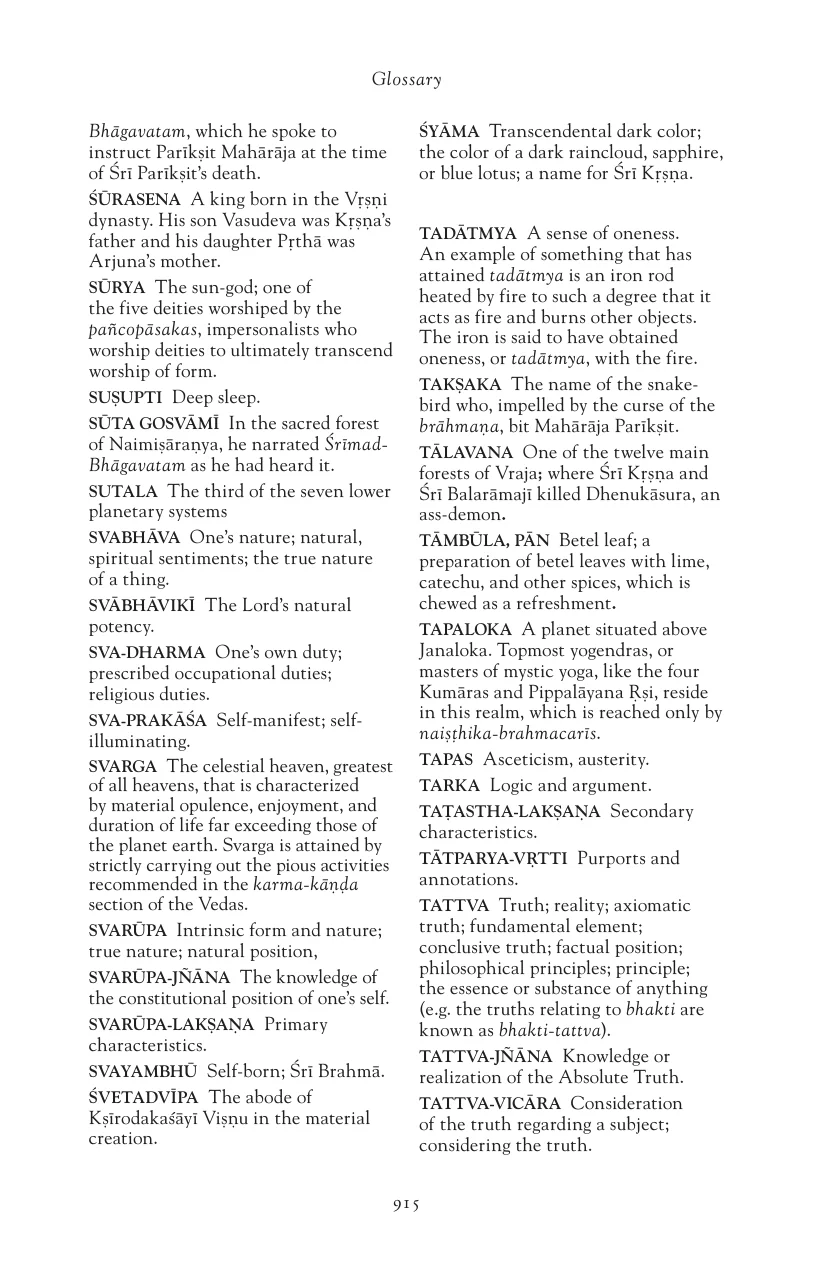 Glossary
Bhāgavatam, which he spoke to
instruct Parīkṣit Mahārāja at the time
of Śrī Parīkṣit’s death.
ŚŪRASENA A king born in the Vṛṣṇi
dynasty. His son Vasudeva was Kṛṣṇa’s
father and his daughter Pṛthā was
Arjuna’s mother.
SŪRYA The sun-god; one of
the five deities worshiped by the
pañcopāsakas, impersonalists who
worship deities to ultimately transcend
worship of form.
SUṢUPTI Deep sleep.
SŪTA GOSVĀMĪ In the sacred forest
of Naimiṣāraṇya, he narrated Śrīmad-
Bhāgavatam as he had heard it.
SUTALA The third of the seven lower
planetary systems
SVABHĀVA One’s nature; natural,
spiritual sentiments; the true nature
of a thing.
SVĀBHĀVIKĪ The Lord’s natural
potency.
SVA-DHARMA One’s own duty;
prescribed occupational duties;
religious duties.
SVA-PRAKĀŚA Self-manifest; self-
illuminating.
SVARGA The celestial heaven, greatest
of all heavens, that is characterized
by material opulence, enjoyment, and
duration of life far exceeding those of
the planet earth. Svarga is attained by
strictly carrying out the pious activities
recommended in the karma-kāṇḍa
section of the Vedas.
SVARŪPA Intrinsic form and nature;
true nature; natural position,
SVARŪPA-JÑĀNA The knowledge of
the constitutional position of one’s self.
SVARŪPA-LAKṢAṆA Primary
characteristics.
SVAYAMBHŪ Self-born; Śrī Brahmā.
ŚVETADVĪPA The abode of
Kṣīrodakaśāyī Viṣṇu in the material
creation.
ŚYĀMA Transcendental dark color;
the color of a dark raincloud, sapphire,
or blue lotus; a name for Śrī Kṛṣṇa.
TADĀTMYA A sense of oneness.
An example of something that has
attained tadātmya is an iron rod
heated by fire to such a degree that it
acts as fire and burns other objects.
The iron is said to have obtained
oneness, or tadātmya, with the fire.
TAKṢAKA The name of the snake-
bird who, impelled by the curse of the
brāhmaṇa, bit Mahārāja Parīkṣit.
TĀLAVANA One of the twelve main
forests of Vraja; where Śrī Kṛṣṇa and
Śrī Balarāmajī killed Dhenukāsura, an
ass-demon.
TĀMBŪLA, PĀN Betel leaf; a
preparation of betel leaves with lime,
catechu, and other spices, which is
chewed as a refreshment.
TAPALOKA A planet situated above
Janaloka. Topmost yogendras, or
masters of mystic yoga, like the four
Kumāras and Pippalāyana Ṛṣi, reside
in this realm, which is reached only by
naiṣṭhika-brahmacarīs.
TAPAS Asceticism, austerity.
TARKA Logic and argument.
TAṬASTHA-LAKṢAṆA Secondary
characteristics.
TĀTPARYA-VṚTTI Purports and
annotations.
TATTVA Truth; reality; axiomatic
truth; fundamental element;
conclusive truth; factual position;
philosophical principles; principle;
the essence or substance of anything
(e.g. the truths relating to bhakti are
known as bhakti-tattva).
TATTVA-JÑĀNA Knowledge or
realization of the Absolute Truth.
TATTVA-VICĀRA Consideration
of the truth regarding a subject;
considering the truth.
915